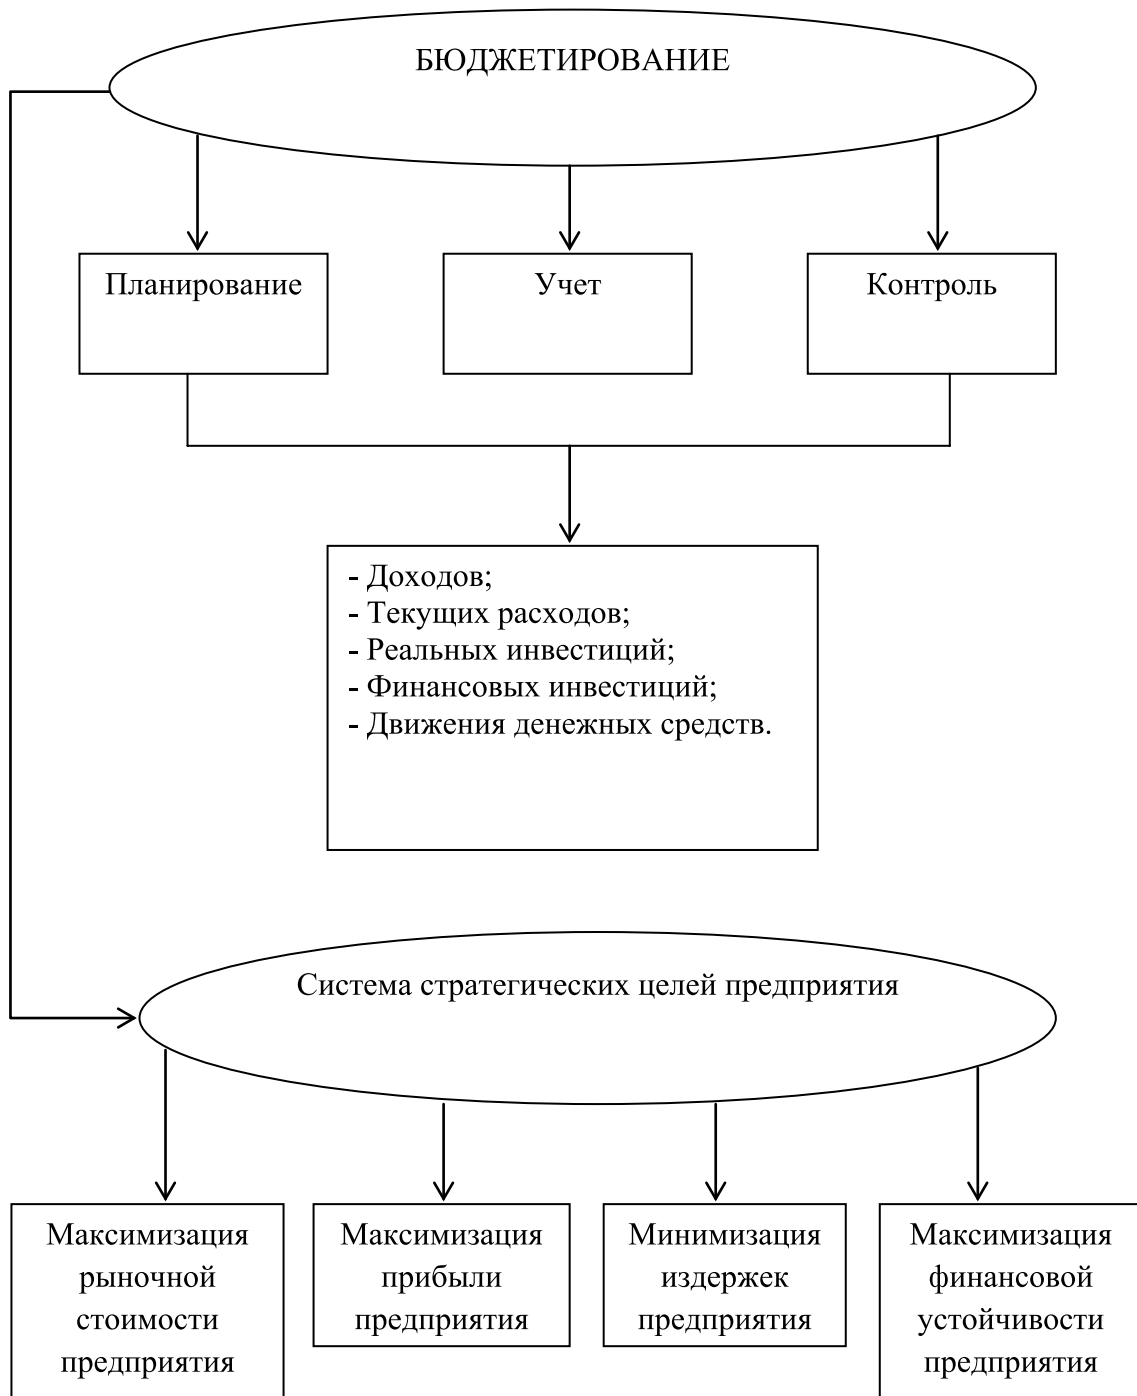 БЮДЖЕТИРОВАНИЕ
Планирование
Учет
Контроль
- Доходов;
- Текущих расходов;
- Реальных инвестиций;
- Финансовых инвестиций;
- Движения денежных средств.
Система стратегических целей предприятия
Максимизация
рыночной
стоимости
предприятия
Максимизация
прибыли
предприятия
Минимизация
издержек
предприятия
Максимизация
финансовой
устойчивости
предприятия